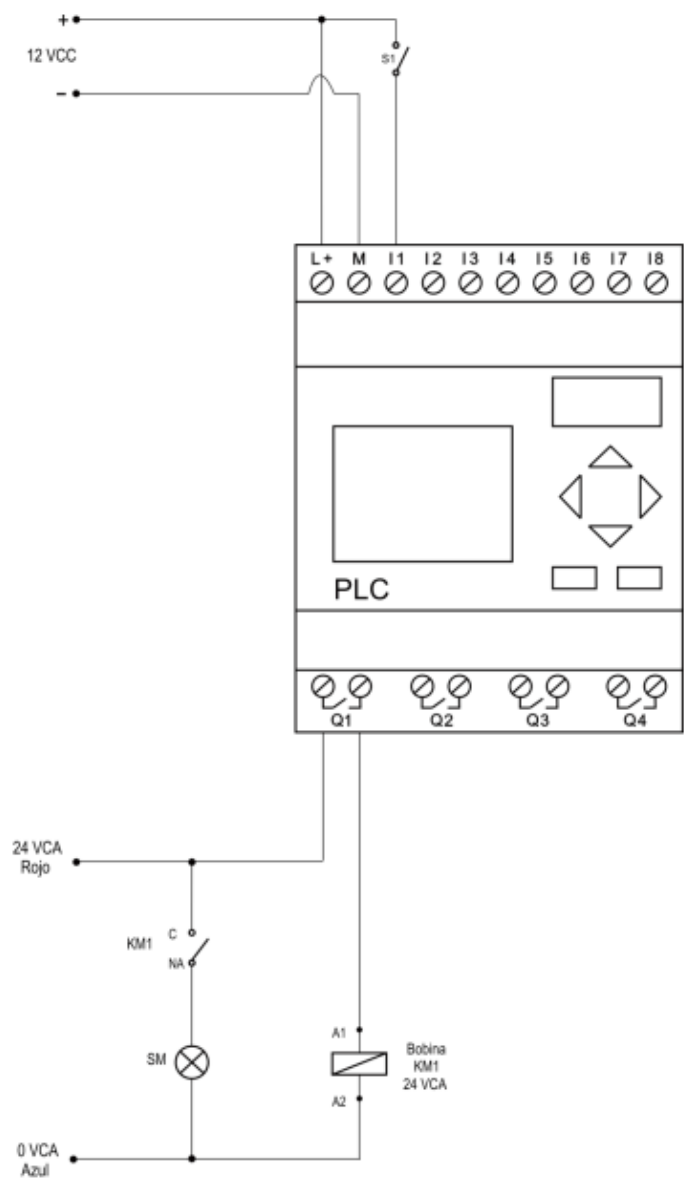 +
12 VCC
S1
−
L+ M I1 I2 I3 I4 I5 I6 I7 I8
PLC
Q1 Q2 Q3 Q4
24 VCA
Rojo
KM1
C
NA
SM
A1
Bobina
KM1
24 VCA
A2
0 VCA
Azul